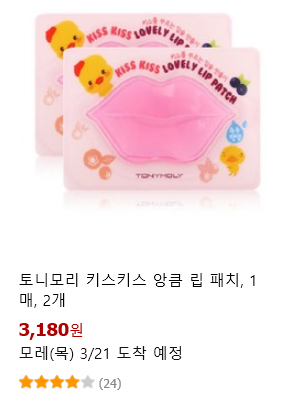 KISS KISS
LOVELY LIP PATCH
KISS KISS
LOVELY LIP PATCH
TONYMOLY
토니모리 키스키스 앙큼 립 패치, 1
매, 2개
3,180원
모레(목) 3/21 도착 예정
(24)